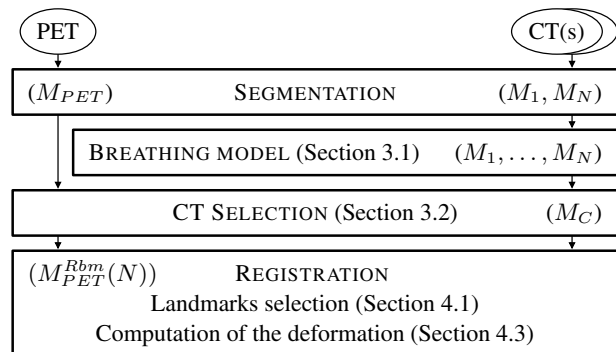 PET CT(s)
(M_{PET}) SEGMENTATION (M_1, M_N)
BREATHING MODEL (Section 3.1) (M_1, . . . , M_N)
CT SELECTION (Section 3.2) (M_C)
(M_{PET}^{Rbm}(N)) REGISTRATION
Landmarks selection (Section 4.1)
Computation of the deformation (Section 4.3)